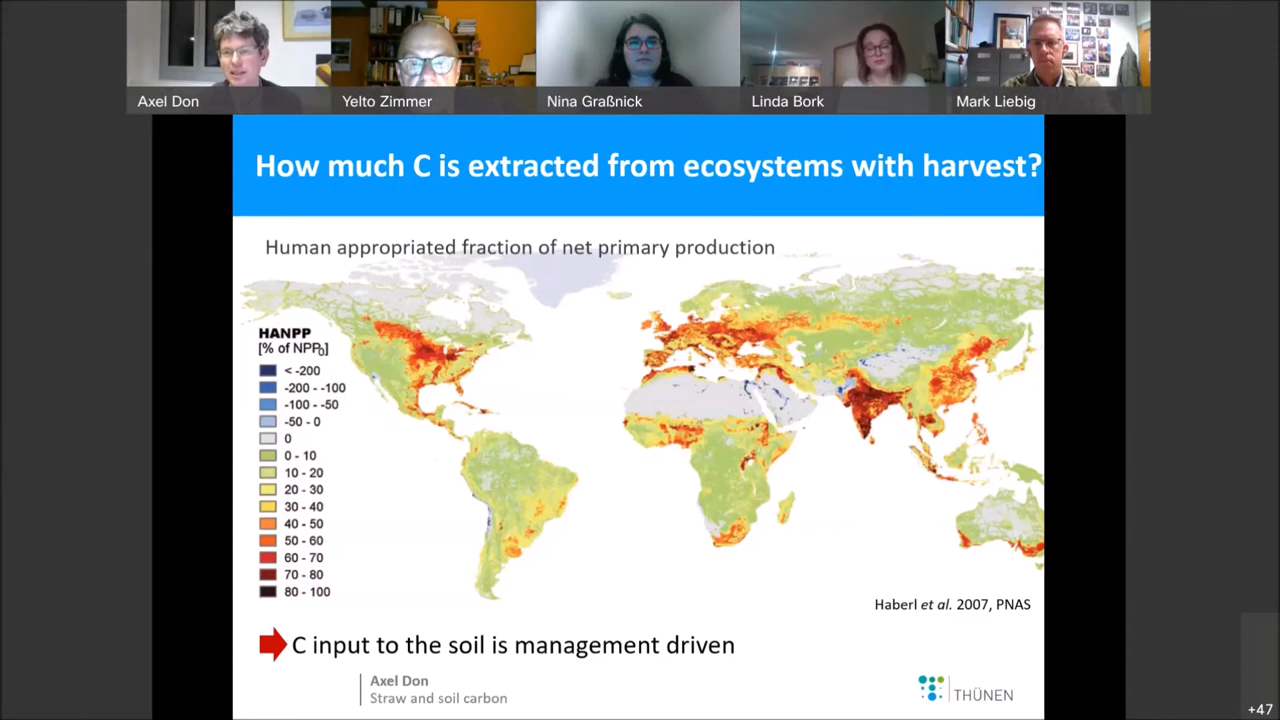 Axel Don
Yelto Zimmer
Nina Graßnick
Linda Bork
Mark Liebig
How much C is extracted from ecosystems with harvest?
Human appropriated fraction of net primary production
HANPP
[% of NPP0]
< -200
-200 - -100
-100 - -50
-50 - 0
0
0 - 10
10 - 20
20 - 30
30 - 40
40 - 50
50 - 60
60 - 70
70 - 80
80 - 100
Haberl et al. 2007, PNAS
C input to the soil is management driven
Axel Don
Straw and soil carbon
THÜNEN
+47